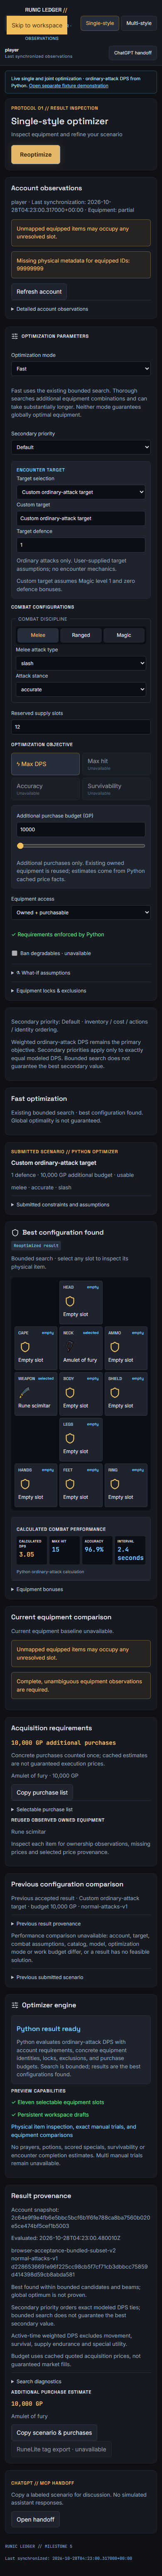 RUNIC LEDGER //
Skip to workspace
OBSERVATIONS
Single-style
Multi-style
player
Last synchronized observations
ChatGPT handoff
Live single and joint optimization · ordinary-attack DPS from
Python. Open separate fixture demonstration
PROTOCOL 01 // RESULT INSPECTION
Single-style optimizer
Inspect equipment and refine your scenario
Reoptimize
Account observations
player · Last synchronization: 2026-10-
28T04:23:00.317000+00:00 · Equipment: partial
Unmapped equipment items may occupy any
unresolved slot.
Missing physical metadata for equipped IDs:
99999999
Refresh account
▸ Detailed account observations
OPTIMIZATION PARAMETERS
Optimization mode
Fast
Fast uses the existing bounded search. Thorough
searches additional equipment combinations and can
take substantially longer. Neither mode guarantees
globally optimal equipment.
Secondary priority
Default
ENCOUNTER TARGET
Target selection
Custom ordinary-attack target
Custom target
Custom ordinary-attack target
Target defence
1
Ordinary attacks only. User-supplied target
assumptions; no encounter mechanics.
Custom target assumes Magic level 1 and zero
defence bonuses.
COMBAT CONFIGURATIONS
COMBAT DISCIPLINE
Melee
Ranged
Magic
Melee attack type
slash
Attack stance
accurate
Reserved supply slots
12
OPTIMIZATION OBJECTIVE
Max DPS
Max hit
Unavailable
Accuracy
Unavailable
Survivability
Unavailable
Additional purchase budget (GP)
10000
Additional purchases only. Existing owned
equipment is reused; estimates come from Python
cached price facts.
Equipment access
Owned + purchasable
✓ Requirements enforced by Python
Ban degradables · unavailable
▸ What-if assumptions
▸ Equipment locks & exclusions
Secondary priority: Default · inventory / cost / actions
/ identity ordering.
Weighted ordinary-attack DPS remains the primary
objective. Secondary priorities apply only to exactly
equal modeled DPS. Bounded search does not
guarantee the best secondary value.
Fast optimization
Existing bounded search · best configuration found.
Global optimality is not guaranteed.
SUBMITTED SCENARIO // PYTHON OPTIMIZER
Custom ordinary-attack target
1 defence · 10,000 GP additional budget · usable
melee · accurate · slash
▸ Submitted constraints and assumptions
Best configuration found
Reoptimized result
Bounded search · select any slot to inspect its
physical item.
HEAD empty
Empty slot
CAPE empty
Empty slot
NECK selected
Amulet of fury
AMMO empty
Empty slot
WEAPON selected
Rune scimitar
BODY empty
Empty slot
SHIELD empty
Empty slot
LEGS empty
Empty slot
HANDS empty
Empty slot
FEET empty
Empty slot
RING empty
Empty slot
CALCULATED COMBAT PERFORMANCE
CALCULATED DPS
3.05
MAX HIT
15
ACCURACY
96.9%
INTERVAL
2.4 seconds
Python ordinary-attack calculation
▸ Equipment bonuses
Current equipment comparison
Current equipment baseline unavailable.
Unmapped equipment items may occupy any
unresolved slot.
Complete, unambiguous equipment observations
are required.
Acquisition requirements
10,000 GP additional purchases
Concrete purchases counted once; cached estimates
are not guaranteed execution prices.
Amulet of fury · 10,000 GP
Copy purchase list
▸ Selectable purchase list
REUSED OBSERVED OWNED EQUIPMENT
Rune scimitar
Inspect each item for ownership observations, missing
prices and selected price provenance.
Previous configuration comparison
Previous accepted result · Custom ordinary-attack
target · budget 10,000 GP · normal-attacks-v1
▸ Previous result provenance
Performance comparison unavailable: account, target,
combat assumptions, catalog, model, optimization
mode or work budget differ, or a result has no feasible
solution.
▸ Previous submitted scenario
Optimizer engine
Python result ready
Python evaluates ordinary-attack DPS with
account requirements, concrete equipment
identities, locks, exclusions, and purchase
budgets. Search is bounded; results are the best
configurations found.
PREVIEW CAPABILITIES
✓ Eleven selectable equipment slots
✓ Persistent workspace drafts
Physical item inspection, exact manual trials, and
equipment comparisons
No prayers, potions, scored specials, survivability
or encounter completion estimates. Multi manual trials
remain unavailable.
Result provenance
Account snapshot:
Evaluated: 2026-10-28T04:23:00.480010Z
browser-acceptance-bundled-subset-v2
normal-attacks-v1
Best found within bounded candidates and beams;
global optimum is not proven.
Secondary priority orders exact modeled DPS ties;
bounded search does not guarantee the best
secondary value.
Active-time weighted DPS excludes movement,
survival, supply endurance and special utility.
Budget uses cached quoted acquisition prices, not
guaranteed market fills.
▸ Search diagnostics
ADDITIONAL PURCHASE ESTIMATE
10,000 GP
Amulet of fury
Copy scenario & purchases
RuneLite tag export · unavailable
CHATGPT // MCP HANDOFF
Copy a labeled scenario for discussion. No simulated
assistant responses.
Open handoff
RUNIC LEDGER // MILESTONE 5
Last synchronized: 2026-10-28T04:23:00.317000+00:00